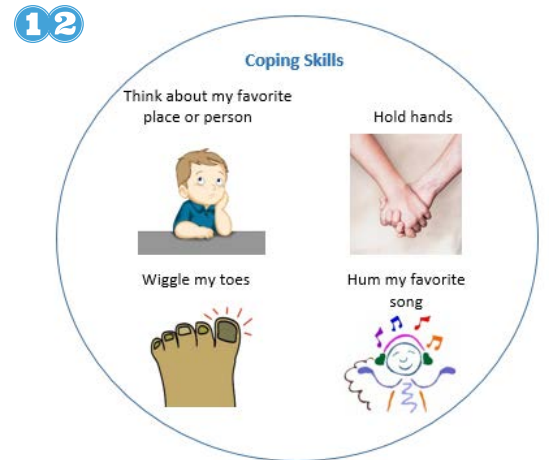 12
Coping Skills
Think about my favorite
place or person
Hold hands
Wiggle my toes
Hum my favorite
song